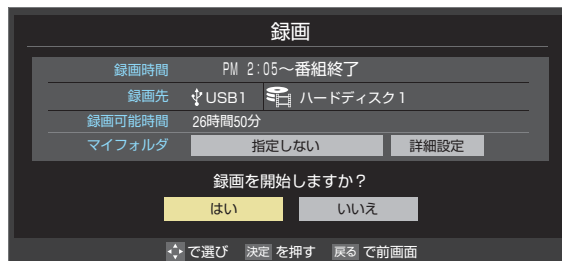 録画
録画時間 PM 2:05～番組終了
録画先 USB1 ハードディスク1
録画可能時間 26時間50分
マイフォルダ 指定しない 詳細設定
録画を開始しますか？
はい いいえ
で選び 決定 を押す 戻る で前画面